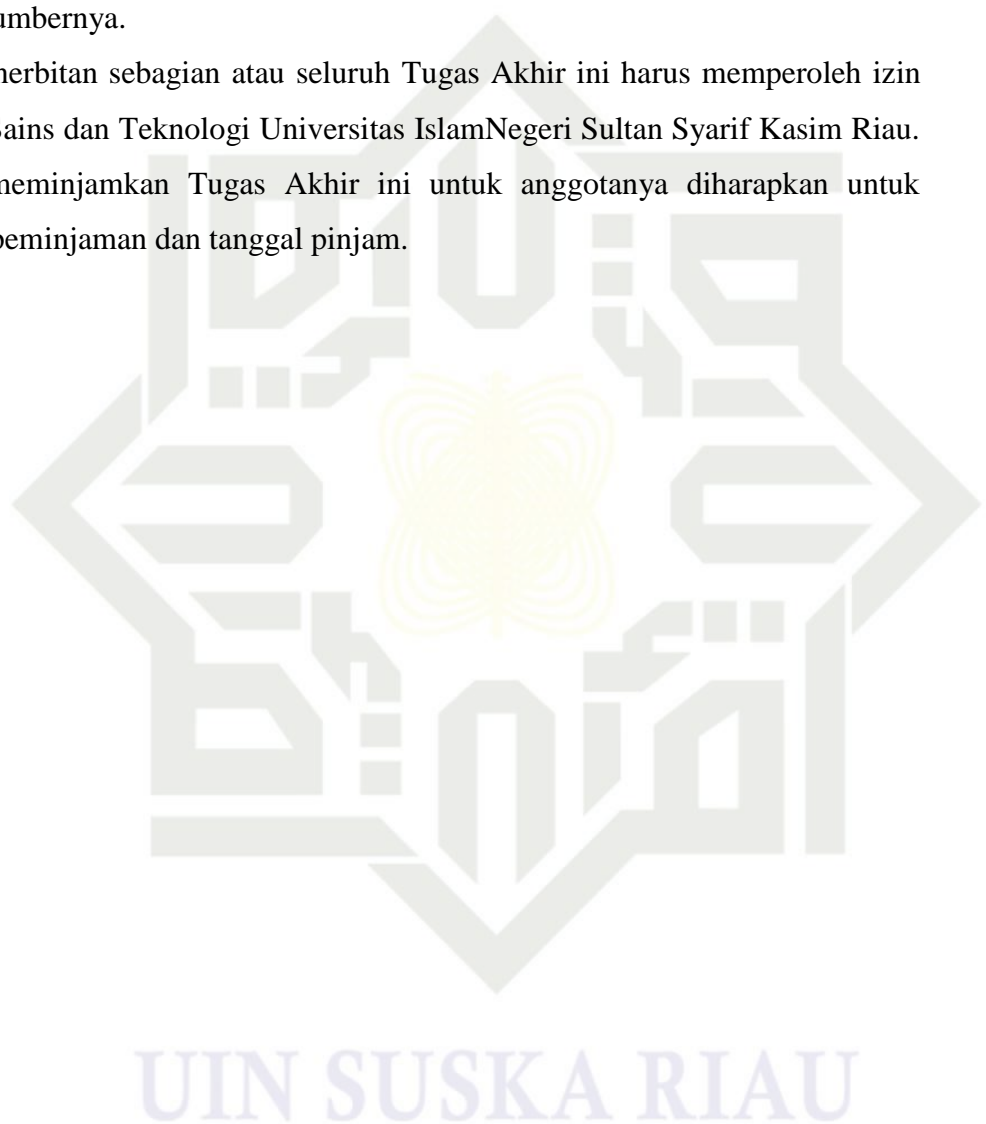 umbernya.
nerbitan sebagian atau seluruh Tugas Akhir ini harus memperoleh izin
Sains dan Teknologi Universitas IslamNegeri Sultan Syarif Kasim Riau.
meminjamkan Tugas Akhir ini untuk anggotanya diharapkan untuk
peminjaman dan tanggal pinjam.
UIN SUSKA RIAU